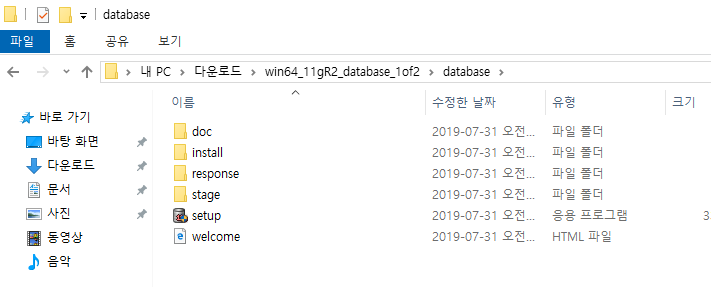 database
파일 홈 공유 보기
내 PC > 다운로드 > win64_11gR2_database_1of2 > database >
이름 수정한 날짜 유형 크기
바로 가기
바탕 화면
다운로드
문서
사진
동영상
음악
doc 2019-07-31 오전... 파일 폴더
install 2019-07-31 오전... 파일 폴더
response 2019-07-31 오전... 파일 폴더
stage 2019-07-31 오전... 파일 폴더
setup 2019-07-31 오전... 응용 프로그램 3
welcome 2019-07-31 오전... HTML 파일